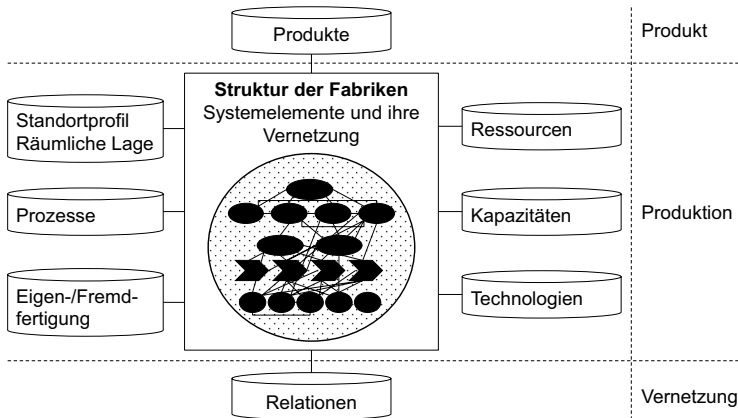 Produkte
Produkt
Struktur der Fabriken
Systemelemente und ihre
Vernetzung
Standortprofil
Räumliche Lage
Ressourcen
Prozesse
Kapazitäten
Produktion
Eigen-/Fremd-
fertigung
Technologien
Relationen
Vernetzung